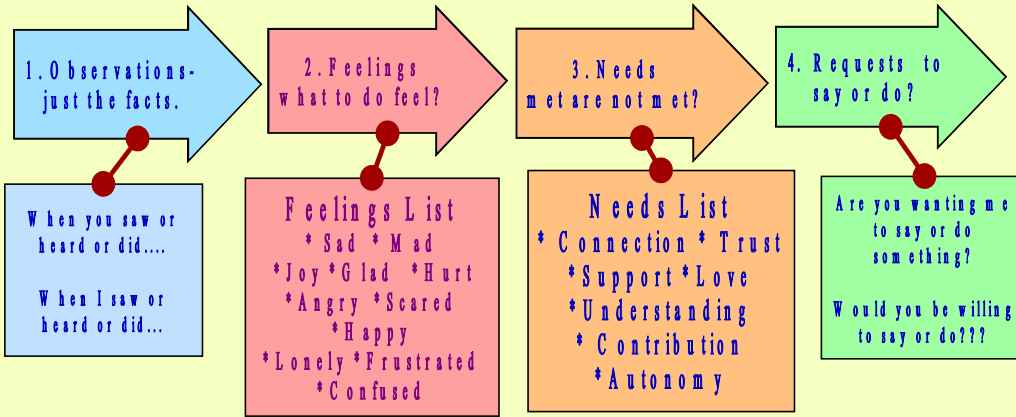 1. Observations-
just the facts.
2. Feelings
what to do feel?
3. Needs
met are not met?
4. Requests to
say or do?
When you saw or
heard or did....
When I saw or
heard or did...
Feelings List
* Sad * Mad
*Joy *Glad *Hurt
*Angry *Scared
*Happy
*Lonely *Frustrated
*Confused
Needs List
* Connection * Trust
*Support *Love
*Understanding
* Contribution
*Autonomy
Are you wanting me
to say or do
something?
Would you be willing
to say or do???